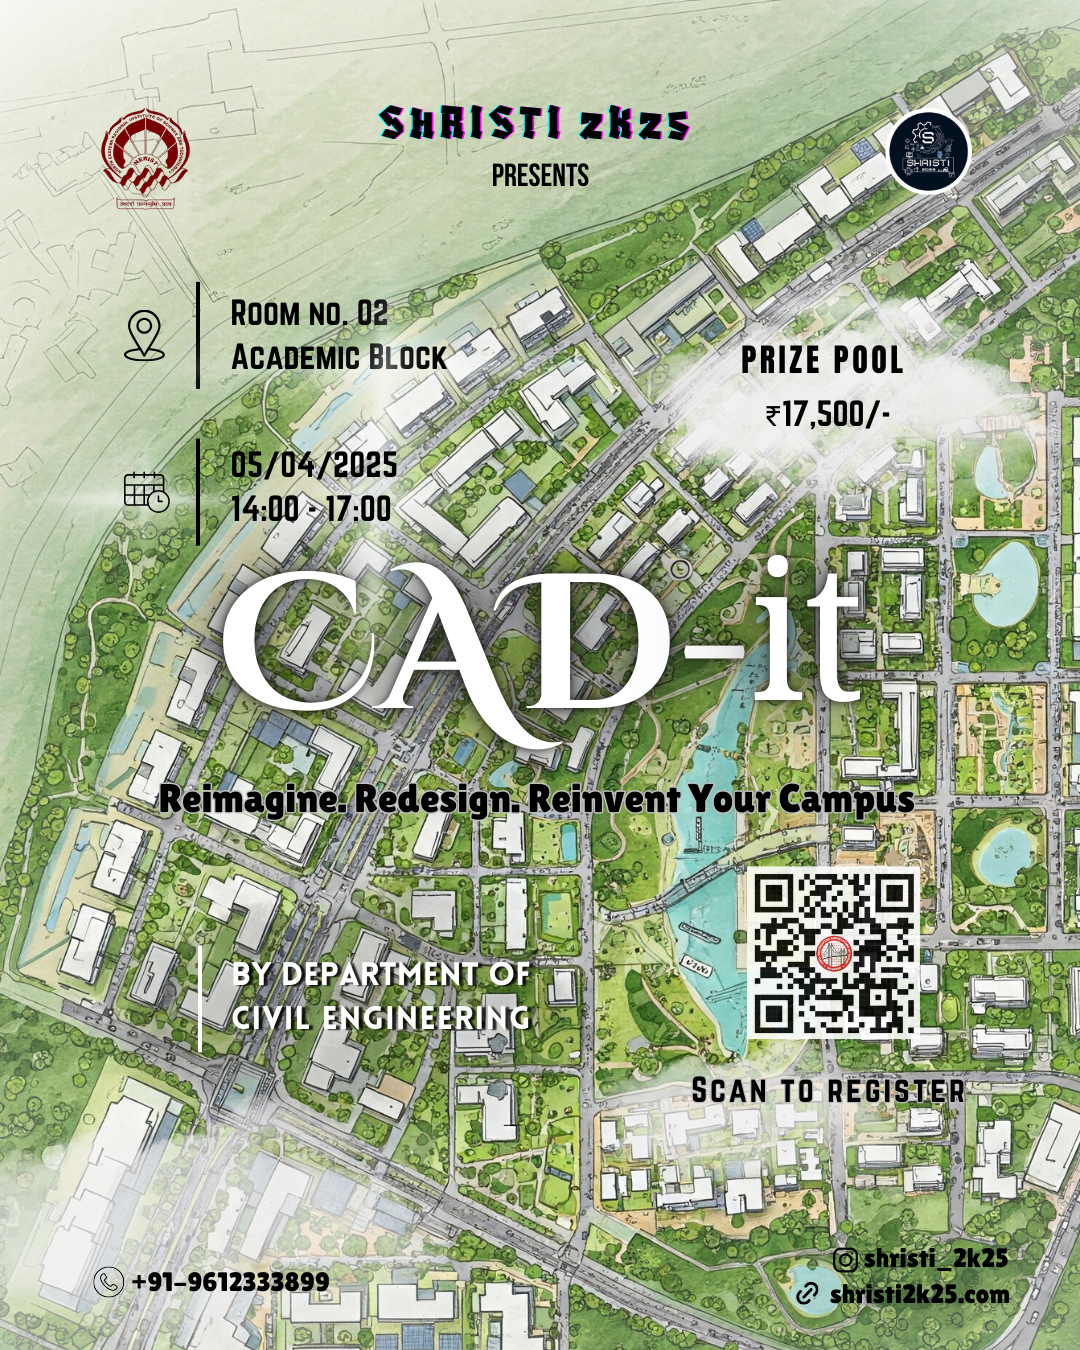 SHRISTI 2K25
PRESENTS
NERIST
SHRISTI
ROOM NO. 02
ACADEMIC BLOCK
PRIZE POOL
₹17,500/-
05/04/2025
14:00 - 17:00
CAD-it
Reimagine. Redesign. Reinvent Your Campus
BY DEPARTMENT OF
CIVIL ENGINEERING
SCAN TO REGISTER
shristi_2k25
+91-9612333899
shristi2k25.com